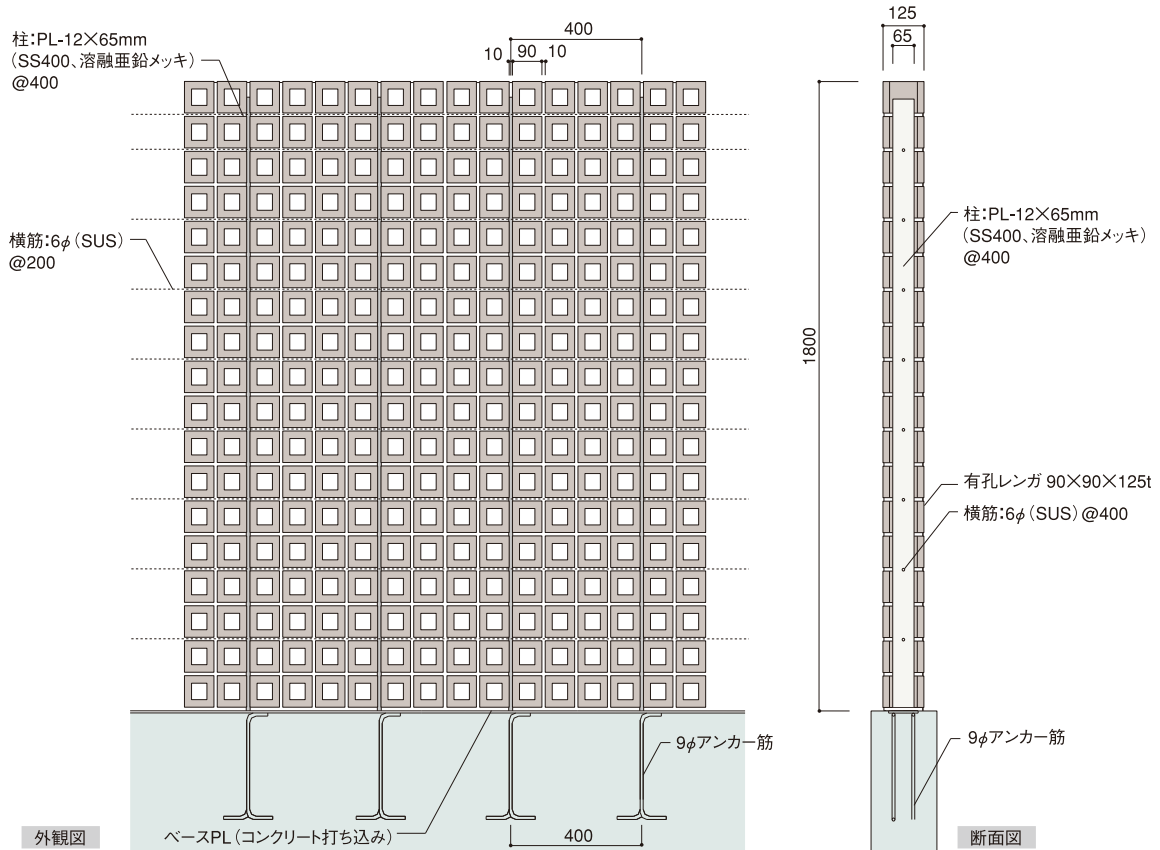 柱:PL-12×65mm
(SS400、溶融亜鉛メッキ)
@400
400
10 90 10
横筋:6φ(SUS)
@200
9φアンカー筋
ベースPL(コンクリート打ち込み)
400
外観図
125
65
1800
柱:PL-12×65mm
(SS400、溶融亜鉛メッキ)
@400
有孔レンガ 90×90×125t
横筋:6φ(SUS)@400
9φアンカー筋
断面図